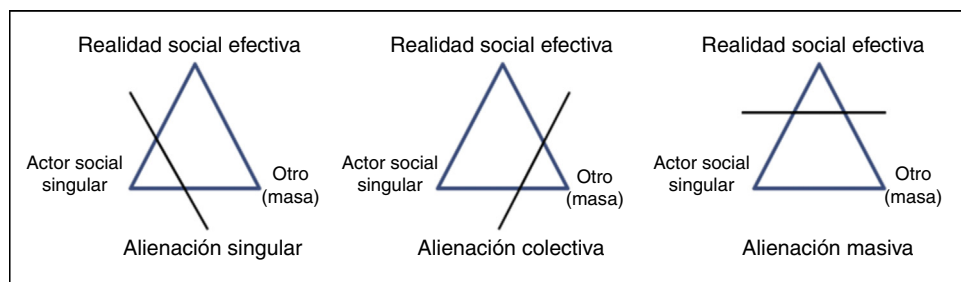 Realidad social efectiva
Actor social
singular
Otro
(masa)
Alienación singular
Realidad social efectiva
Actor social
singular
Otro
(masa)
Alienación colectiva
Realidad social efectiva
Actor social
singular
Otro
(masa)
Alienación masiva